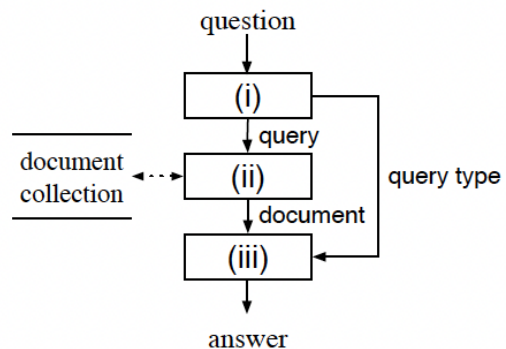 question
(i)
query
document
collection
(ii)
query type
document
(iii)
answer